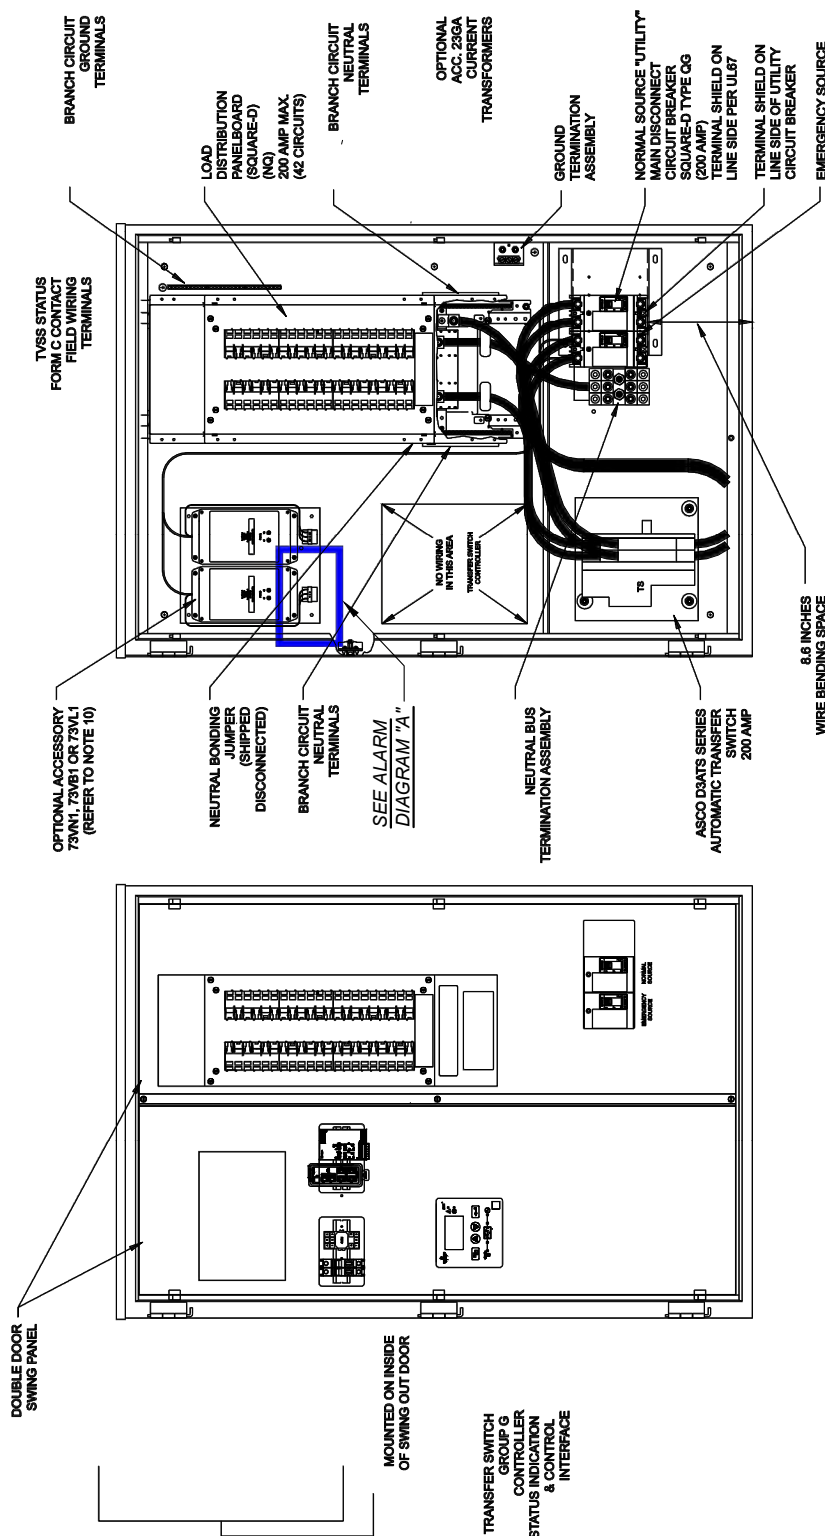 BRANCH CIRCUIT
GROUND
TERMINALS
LOAD
DISTRIBUTION
PANELBOARD
(SQUARE-D)
(NQ)
200 AMP MAX.
(42 CIRCUITS)
BRANCH CIRCUIT
NEUTRAL
TERMINALS
OPTIONAL
ACC. 23GA
CURRENT
TRANSFORMERS
GROUND
TERMINATION
ASSEMBLY
NORMAL SOURCE "UTILITY"
MAIN DISCONNECT
CIRCUIT BREAKER
SQUARE-D TYPE QG
(200 AMP)
TERMINAL SHIELD ON
LINE SIDE PER UL67
TERMINAL SHIELD ON
LINE SIDE OF UTILITY
CIRCUIT BREAKER
EMERGENCY SOURCE
TVSS STATUS
FORM C CONTACT
FIELD WIRING
TERMINALS
NO WIRING
IN THIS AREA
TRANSFER SWITCH
CONTROLLER
TS
OPTIONAL ACCESSORY
73VN1, 73VB1 OR 73VL1
(REFER TO NOTE 10)
NEUTRAL BONDING
JUMPER
(SHIPPED
DISCONNECTED)
BRANCH CIRCUIT
NEUTRAL
TERMINALS
SEE ALARM
DIAGRAM "A"
NEUTRAL BUS
TERMINATION ASSEMBLY
ASCO D3ATS SERIES
AUTOMATIC TRANSFER
SWITCH
200 AMP
8.6 INCHES
WIRE BENDING SPACE
EMERGENCY
SOURCE
NORMAL
SOURCE
DOUBLE DOOR
SWING PANEL
MOUNTED ON INSIDE
OF SWING OUT DOOR
TRANSFER SWITCH
GROUP G
CONTROLLER
STATUS INDICATION
& CONTROL
INTERFACE